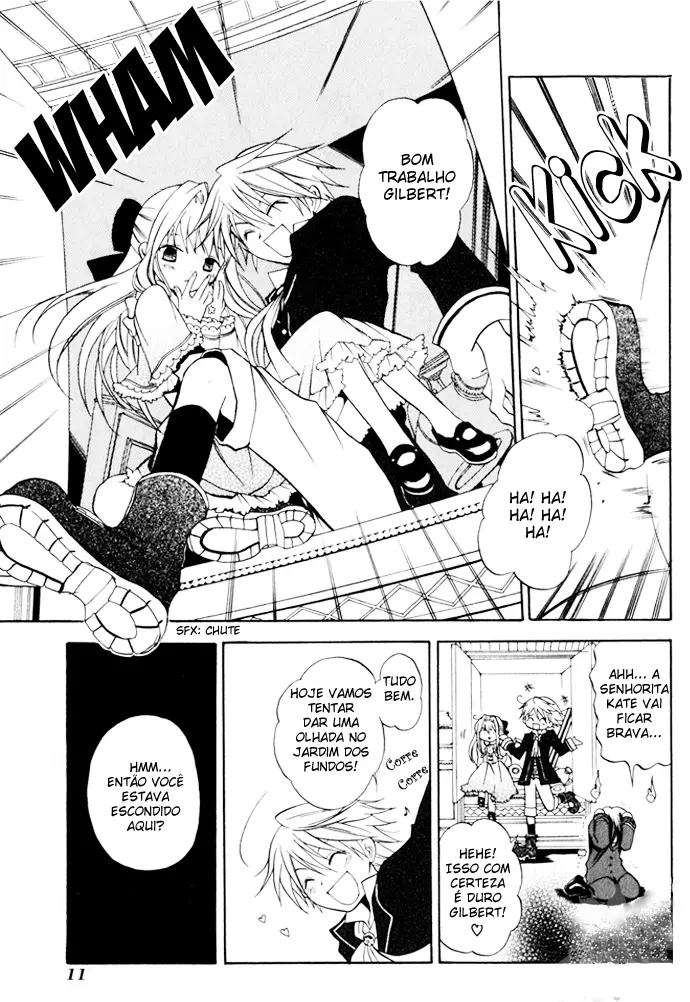 KICK
WHAM
BOM
TRABALHO
GILBERT!
HA! HA!
HA! HA!
HA!
SFX: CHUTE
AHH... A
SENHORITA
KATE VAI
FICAR
BRAVA...
HEHE!
ISSO COM
CERTEZA
É DURO
GILBERT!
♡
TUDO
BEM.
HOJE VAMOS
TENTAR
DAR UMA
OLHADA NO
JARDIM DOS
FUNDOS!
Corre
Corre
HMM...
ENTÃO VOCÊ
ESTAVA
ESCONDIDO
AQUI?
11